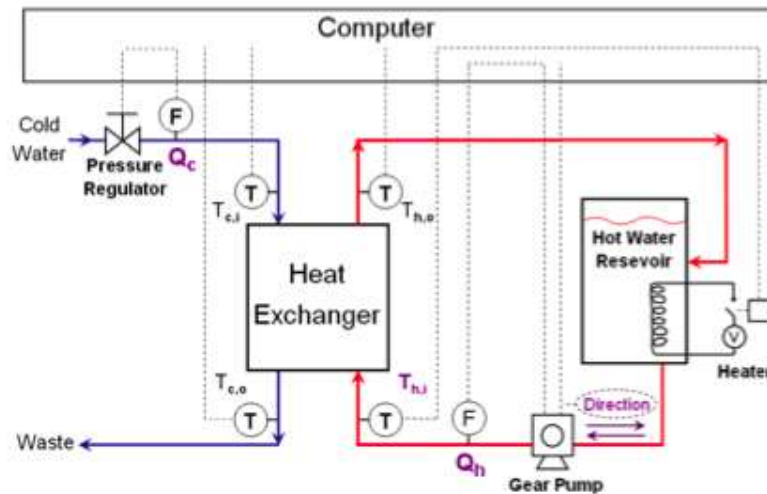 Computer
F
Cold
Water
Pressure
Regulator
Qc
T
T
Tc,i
Th,o
Hot Water
Resevoir
Heat
Exchanger
V
Heater
Tc,o
Th,i
T
T
F
Direction
Waste
Qh
Gear Pump